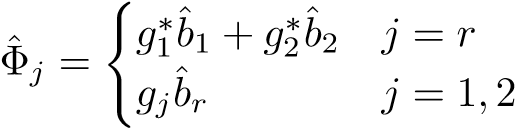 \hat{\Phi}_j = \begin{cases} g_1^* \hat{b}_1 + g_2^* \hat{b}_2 & j = r \\ g_j \hat{b}_r & j = 1, 2 \end{cases}